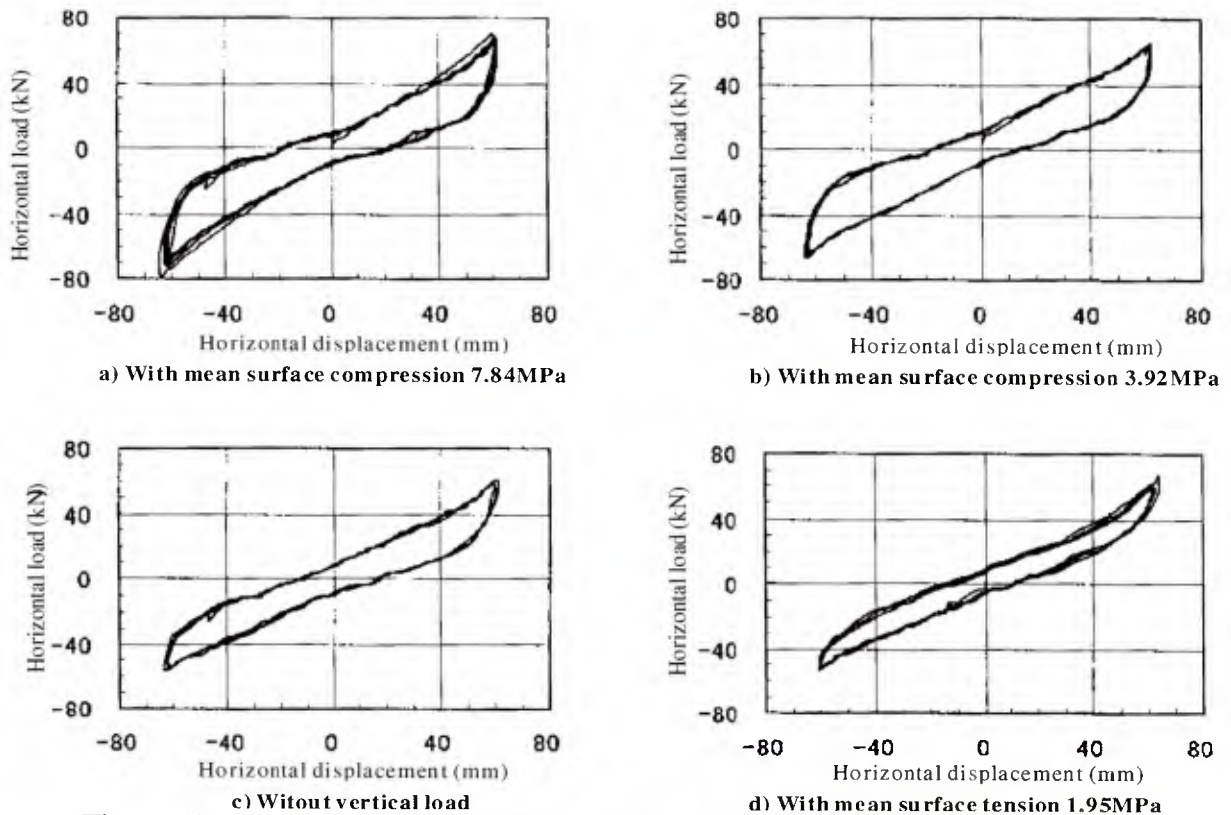 80
40
0
−40
−80
Horizontal load (kN)
−80 −40 0 40 80
Horizontal displacement (mm)
a) With mean surface compression 7.84MPa
80
40
0
−40
−80
Horizontal load (kN)
−80 −40 0 40 80
Horizontal displacement (mm)
b) With mean surface compression 3.92MPa
80
40
0
−40
−80
Horizontal load (kN)
−80 −40 0 40 80
Horizontal displacement (mm)
c) Witout vertical load
80
40
0
−40
−80
Horizontal load (kN)
−80 −40 0 40 80
Horizontal displacement (mm)
d) With mean surface tension 1.95MPa